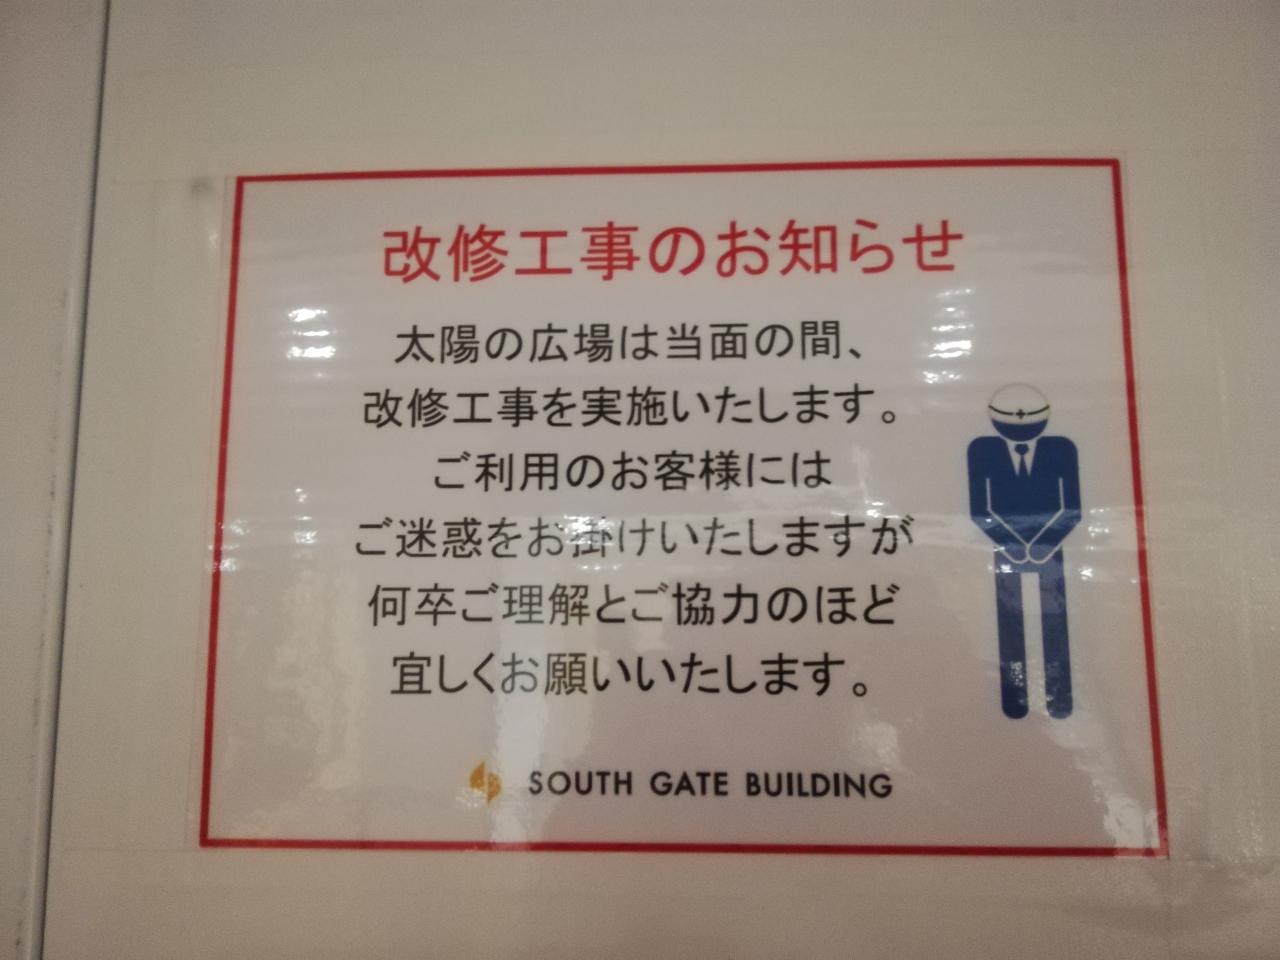 改修工事のお知らせ
太陽の広場は当面の間、
改修工事を実施いたします。
ご利用のお客様には
ご迷惑をお掛けいたしますが
何卒ご理解とご協力のほど
宜しくお願いいたします。
SOUTH GATE BUILDING